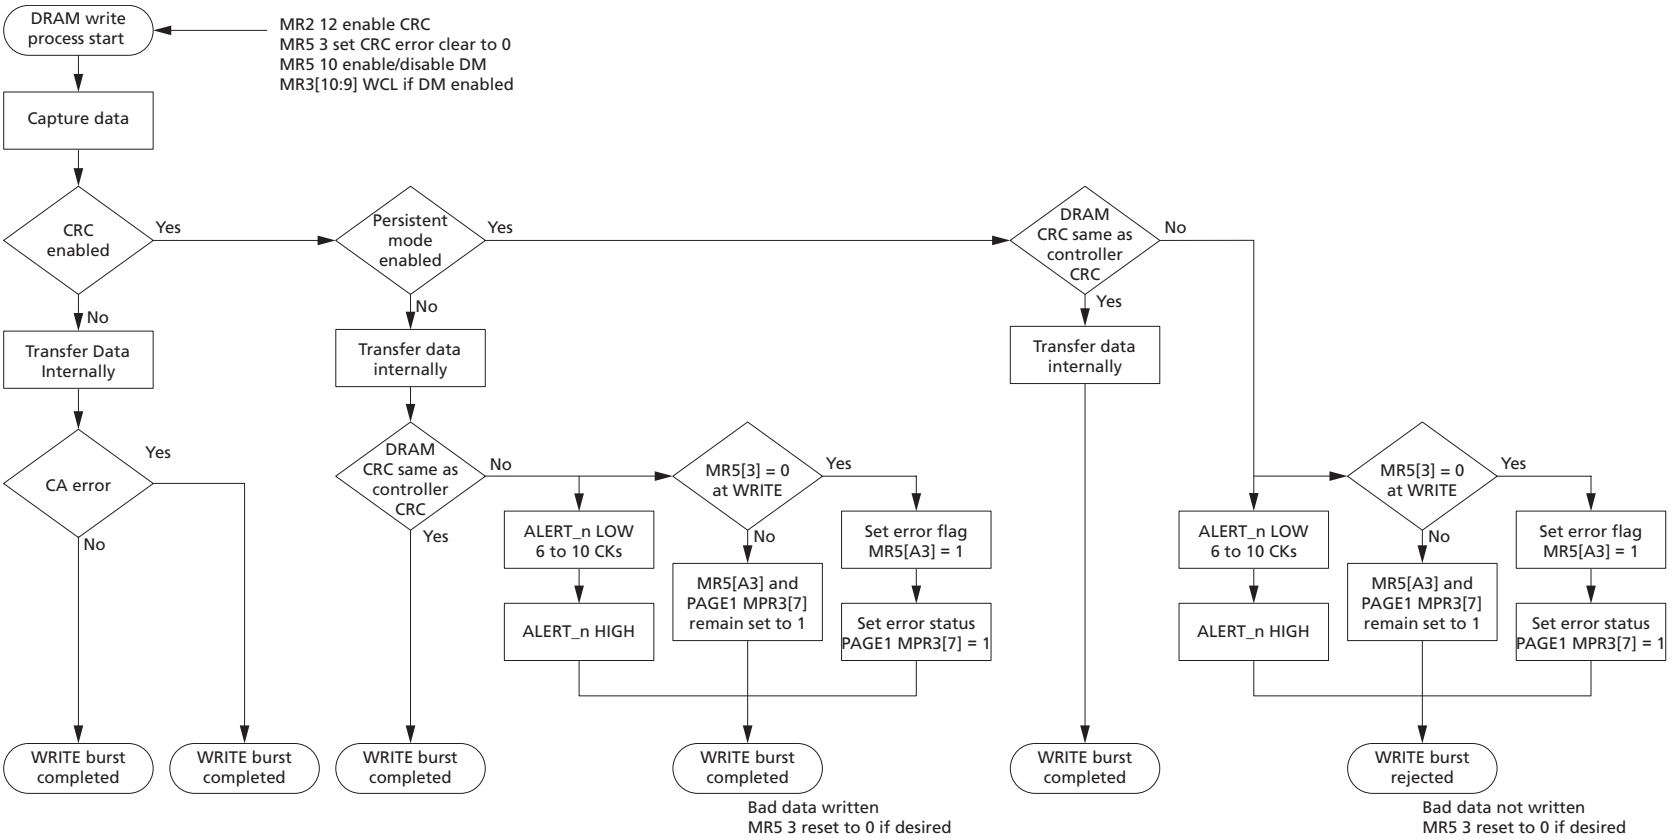 DRAM write
process start
MR2 12 enable CRC
MR5 3 set CRC error clear to 0
MR5 10 enable/disable DM
MR3[10:9] WCL if DM enabled
Capture data
CRC
enabled
Yes
Persistent
mode
enabled
Yes
DRAM
CRC same as
controller
CRC
No
No
No
Yes
Transfer Data
Internally
Transfer data
internally
Transfer data
internally
CA error
Yes
No
DRAM
CRC same as
controller
CRC
No
Yes
MR5[3] = 0
at WRITE
Yes
No
ALERT_n LOW
6 to 10 CKs
ALERT_n HIGH
MR5[A3] and
PAGE1 MPR3[7]
remain set to 1
Set error flag
MR5[A3] = 1
Set error status
PAGE1 MPR3[7] = 1
MR5[3] = 0
at WRITE
Yes
No
ALERT_n LOW
6 to 10 CKs
ALERT_n HIGH
MR5[A3] and
PAGE1 MPR3[7]
remain set to 1
Set error flag
MR5[A3] = 1
Set error status
PAGE1 MPR3[7] = 1
WRITE burst
completed
WRITE burst
completed
WRITE burst
completed
WRITE burst
completed
Bad data written
MR5 3 reset to 0 if desired
WRITE burst
completed
WRITE burst
rejected
Bad data not written
MR5 3 reset to 0 if desired